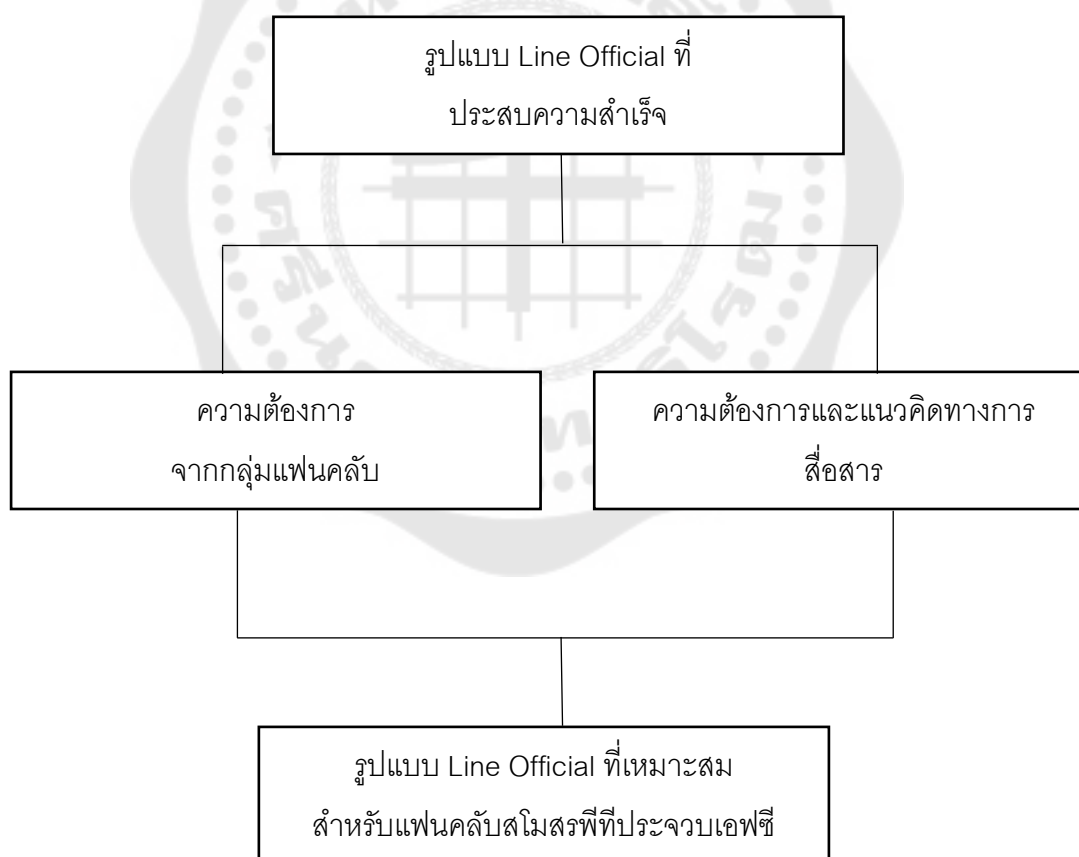 รูปแบบ Line Official ที่
ประสบความสำเร็จ
ความต้องการ
จากกลุ่มแฟนคลับ
ความต้องการและแนวคิดทางการ
สื่อสาร
รูปแบบ Line Official ที่เหมาะสม
สำหรับแฟนคลับสโมสรพีทีประจวบเอฟซี